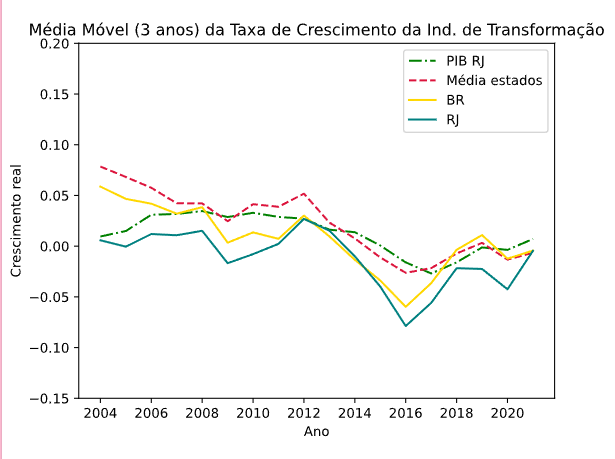 Média Móvel (3 anos) da Taxa de Crescimento da Ind. de Transformação
0.20
0.15
0.10
0.05
0.00
−0.05
−0.10
−0.15
Crescimento real
PIB RJ
Média estados
BR
RJ
2004 2006 2008 2010 2012 2014 2016 2018 2020
Ano